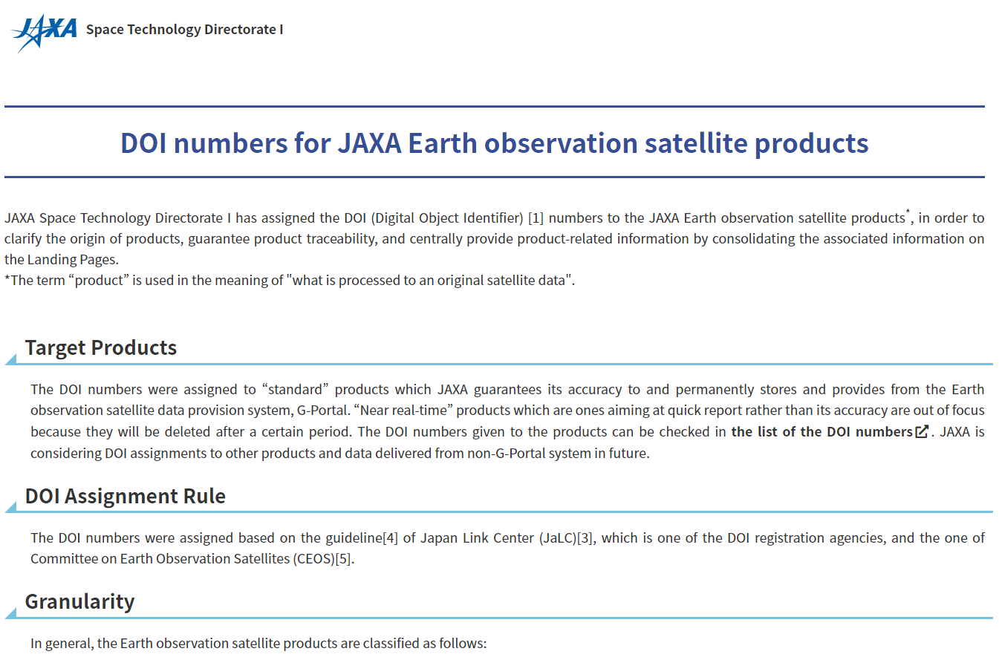 JAXA Space Technology Directorate I
DOI numbers for JAXA Earth observation satellite products
JAXA Space Technology Directorate I has assigned the DOI (Digital Object Identifier) [1] numbers to the JAXA Earth observation satellite products*, in order to
clarify the origin of products, guarantee product traceability, and centrally provide product-related information by consolidating the associated information on
the Landing Pages.
*The term “product” is used in the meaning of "what is processed to an original satellite data".
Target Products
The DOI numbers were assigned to “standard” products which JAXA guarantees its accuracy to and permanently stores and provides from the Earth
observation satellite data provision system, G-Portal. “Near real-time” products which are ones aiming at quick report rather than its accuracy are out of focus
because they will be deleted after a certain period. The DOI numbers given to the products can be checked in the list of the DOI numbers. JAXA is
considering DOI assignments to other products and data delivered from non-G-Portal system in future.
DOI Assignment Rule
The DOI numbers were assigned based on the guideline[4] of Japan Link Center (JaLC)[3], which is one of the DOI registration agencies, and the one of
Committee on Earth Observation Satellites (CEOS)[5].
Granularity
In general, the Earth observation satellite products are classified as follows: